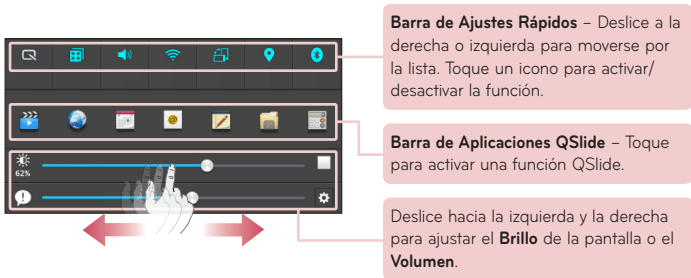 Barra de Ajustes Rápidos – Deslice a la
derecha o izquierda para moverse por
la lista. Toque un icono para activar/
desactivar la función.
Barra de Aplicaciones QSlide – Toque
para activar una función QSlide.
62%
Deslice hacia la izquierda y la derecha
para ajustar el Brillo de la pantalla o el
Volumen.